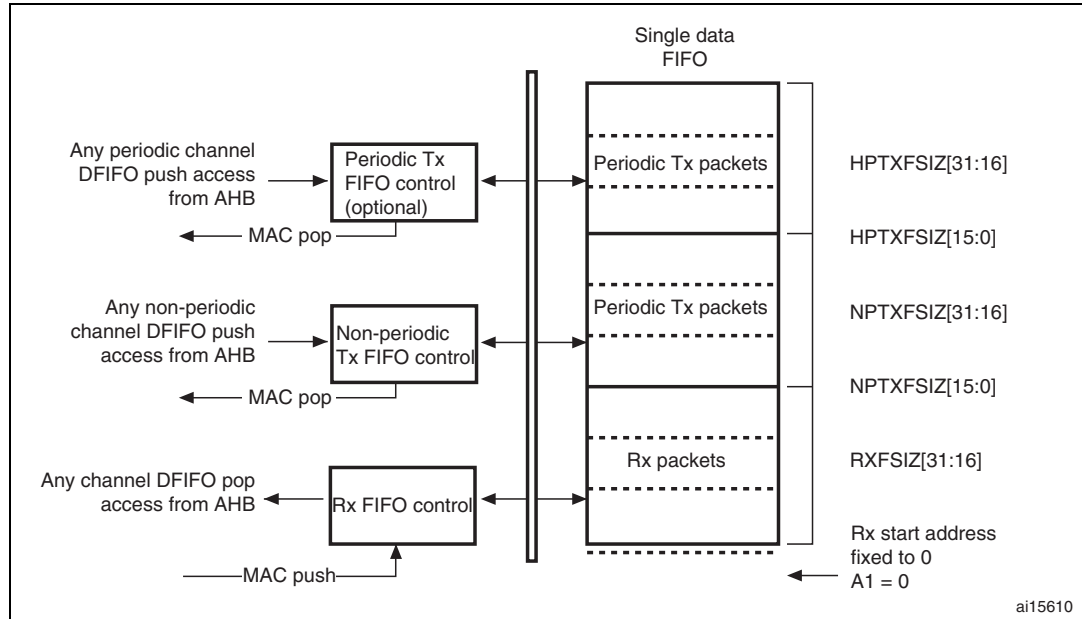 Single data
FIFO
Any periodic channel
DFIFO push access
from AHB
Periodic Tx
FIFO control
(optional)
MAC pop
Periodic Tx packets
HPTXFSIZ[31:16]
HPTXFSIZ[15:0]
Any non-periodic
channel DFIFO push
access from AHB
Non-periodic
Tx FIFO control
MAC pop
Periodic Tx packets
NPTXFSIZ[31:16]
NPTXFSIZ[15:0]
Any channel DFIFO pop
access from AHB
Rx FIFO control
MAC push
Rx packets
RXFSIZ[31:16]
Rx start address
fixed to 0
A1 = 0
ai15610